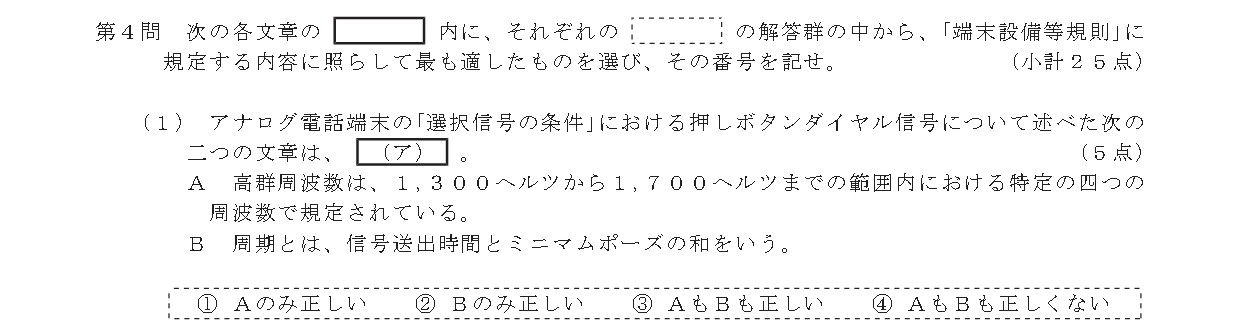 第４問　次の各文章の　　　　内に、それぞれの　　　　の解答群の中から、「端末設備等規則」に
規定する内容に照らして最も適したものを選び、その番号を記せ。　（小計２５点）
（１）　アナログ電話端末の「選択信号の条件」における押しボタンダイヤル信号について述べた次の
二つの文章は、（ア）。　（５点）
Ａ　高群周波数は、１,３００ヘルツから１,７００ヘルツまでの範囲内における特定の四つの
周波数で規定されている。
Ｂ　周期とは、信号送出時間とミニマムポーズの和をいう。
①　Ａのみ正しい　②　Ｂのみ正しい　③　ＡもＢも正しい　④　ＡもＢも正しくない